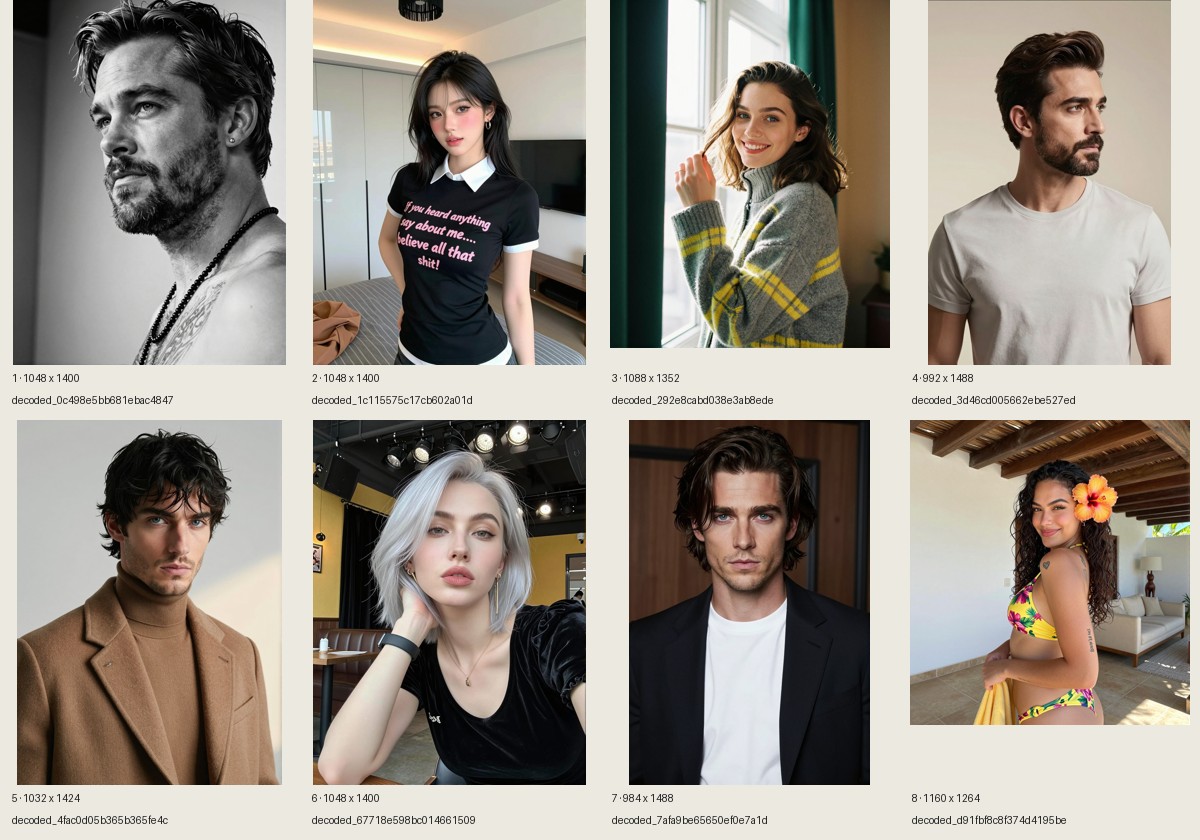 If you heard anything
say about me....
believe all that
shit!
1 · 1048 x 1400
decoded_0c498e5bb681ebac4847
2 · 1048 x 1400
decoded_1c115575c17cb602a01d
3 · 1088 x 1352
decoded_292e8cabd038e3ab8ede
4 · 992 x 1488
decoded_3d46cd005662ebe527ed
5 · 1032 x 1424
decoded_4fac0d05b365b365fe4c
6 · 1048 x 1400
decoded_67718e598bc014661509
7 · 984 x 1488
decoded_7afa9be65650ef0e7a1d
8 · 1160 x 1264
decoded_d91fbf8c8f374d4195be